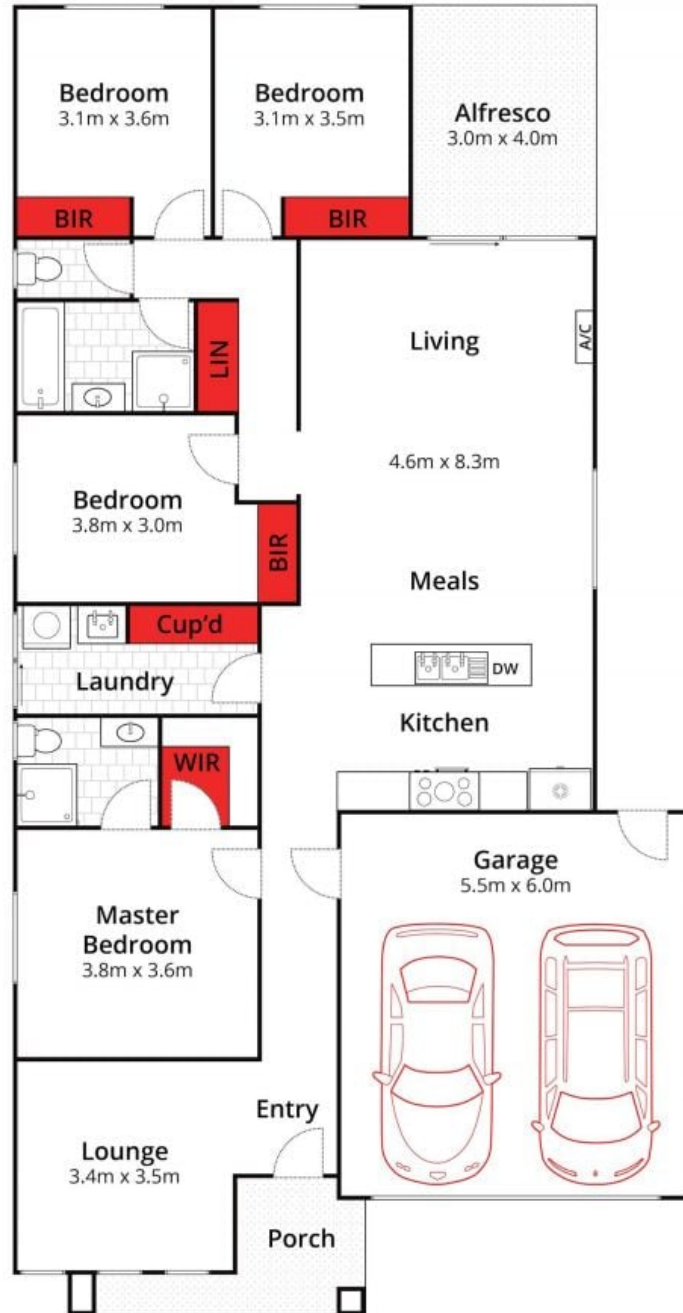 Bedroom
3.1m x 3.6m
Bedroom
3.1m x 3.5m
Alfresco
3.0m x 4.0m
BIR
BIR
LIN
Living
A/C
4.6m x 8.3m
Bedroom
3.8m x 3.0m
BIR
Meals
Cup'd
Laundry
DW
Kitchen
WIR
Garage
5.5m x 6.0m
Master
Bedroom
3.8m x 3.6m
Entry
Lounge
3.4m x 3.5m
Porch